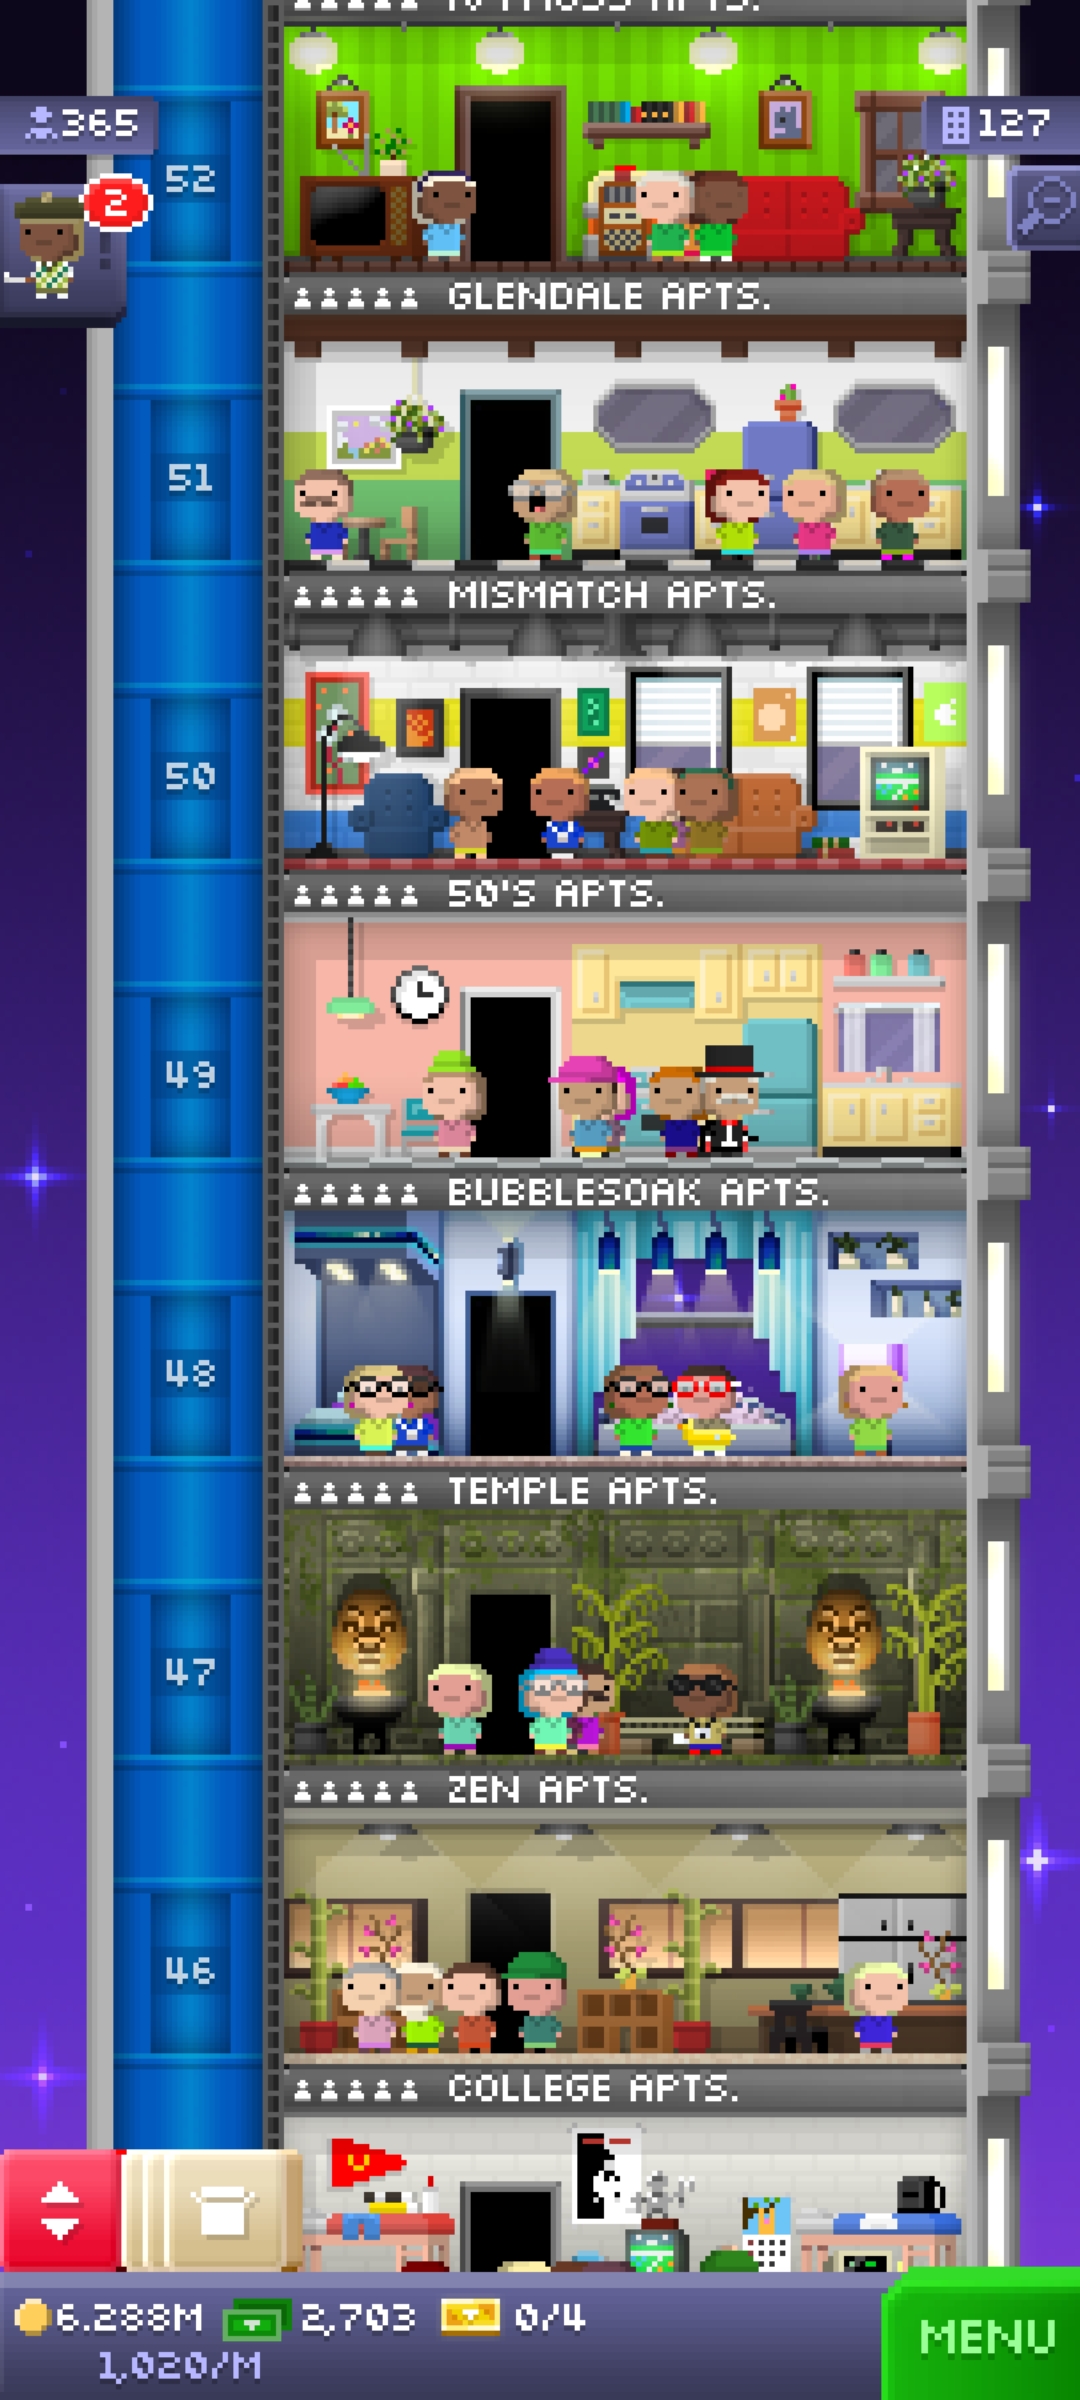 365
127
2
52
GLENDALE APTS.
51
MISMATCH APTS.
50
50'S APTS.
49
BUBBLESOAK APTS.
48
TEMPLE APTS.
47
ZEN APTS.
46
COLLEGE APTS.
6.288M 2,703 0/4
1,020/M
MENU